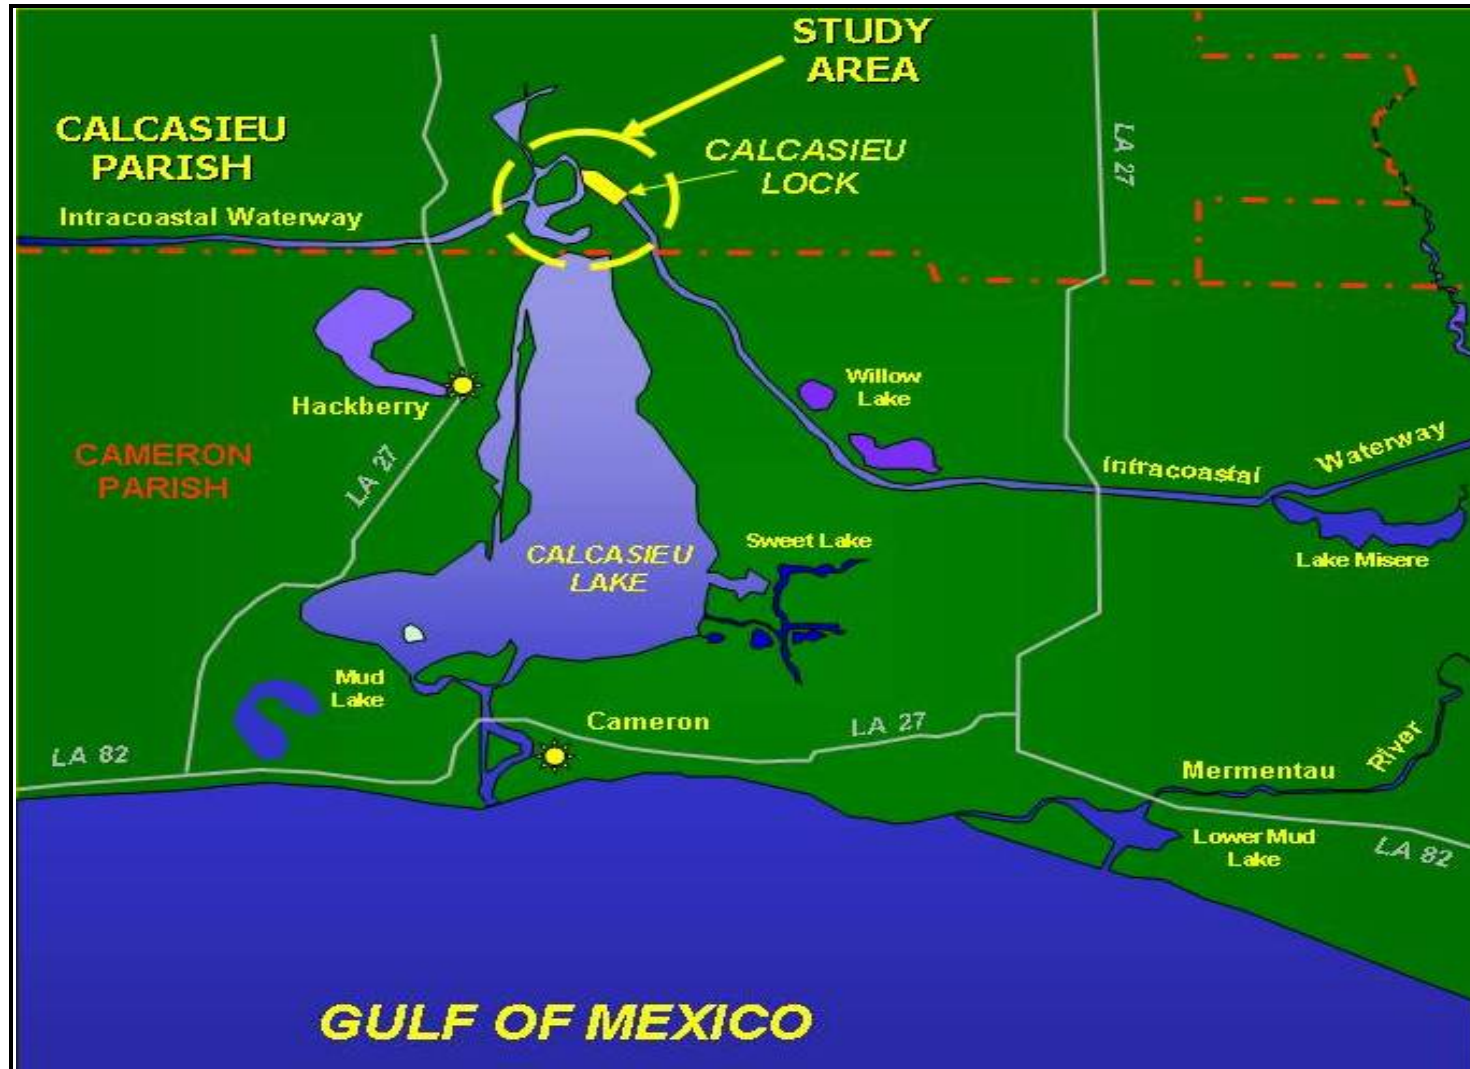 STUDY
AREA
CALCASIEU
PARISH
CALCASIEU
LOCK
LA 27
Intracoastal Waterway
Willow
Lake
Hackberry
CAMERON
PARISH
LA 27
Intracoastal Waterway
CALCASIEU
LAKE
Sweet Lake
Lake Misere
Mud
Lake
Cameron
LA 27
LA 82
Mermentau River
Lower Mud
Lake
LA 82
GULF OF MEXICO